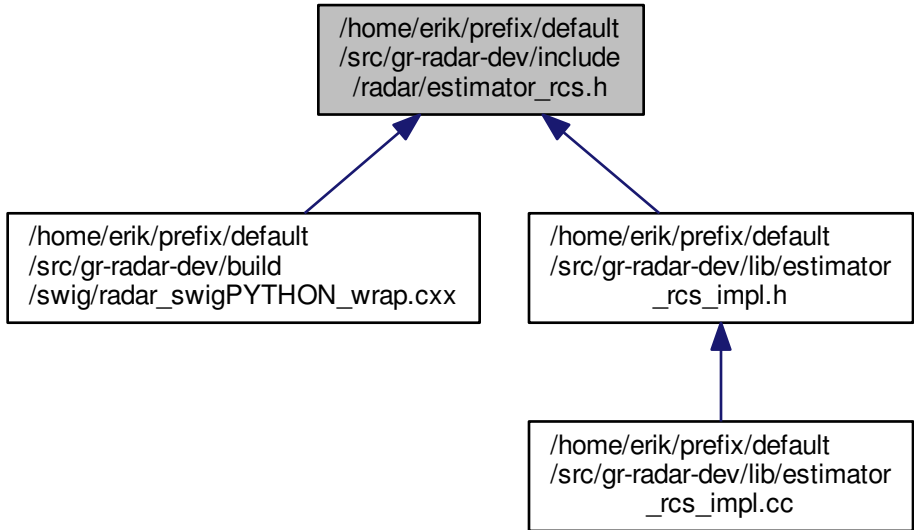 /home/erik/prefix/default
/src/gr-radar-dev/include
/radar/estimator_rcs.h
/home/erik/prefix/default
/src/gr-radar-dev/build
/swig/radar_swigPYTHON_wrap.cxx
/home/erik/prefix/default
/src/gr-radar-dev/lib/estimator
_rcs_impl.h
/home/erik/prefix/default
/src/gr-radar-dev/lib/estimator
_rcs_impl.cc